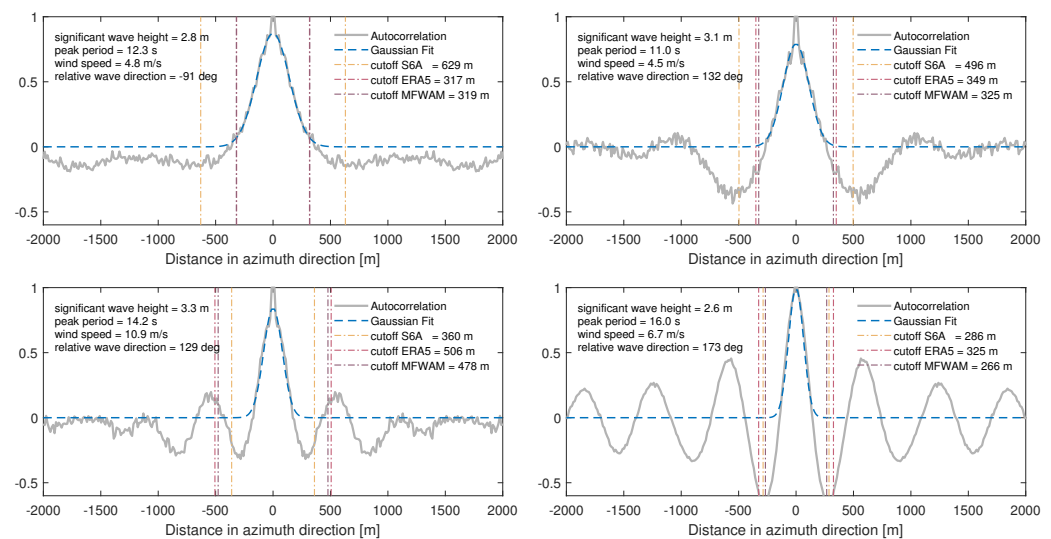 significant wave height = 2.8 m
peak period = 12.3 s
wind speed = 4.8 m/s
relative wave direction = -91 deg
Autocorrelation
Gaussian Fit
cutoff S6A = 629 m
cutoff ERA5 = 317 m
cutoff MFWAM = 319 m
1
0.5
0
-0.5
-2000 -1500 -1000 -500 0 500 1000 1500 2000
Distance in azimuth direction [m]
significant wave height = 3.1 m
peak period = 11.0 s
wind speed = 4.5 m/s
relative wave direction = 132 deg
Autocorrelation
Gaussian Fit
cutoff S6A = 496 m
cutoff ERA5 = 349 m
cutoff MFWAM = 325 m
1
0.5
0
-0.5
-2000 -1500 -1000 -500 0 500 1000 1500 2000
Distance in azimuth direction [m]
significant wave height = 3.3 m
peak period = 14.2 s
wind speed = 10.9 m/s
relative wave direction = 129 deg
Autocorrelation
Gaussian Fit
cutoff S6A = 360 m
cutoff ERA5 = 506 m
cutoff MFWAM = 478 m
1
0.5
0
-0.5
-2000 -1500 -1000 -500 0 500 1000 1500 2000
Distance in azimuth direction [m]
significant wave height = 2.6 m
peak period = 16.0 s
wind speed = 6.7 m/s
relative wave direction = 173 deg
Autocorrelation
Gaussian Fit
cutoff S6A = 286 m
cutoff ERA5 = 325 m
cutoff MFWAM = 266 m
1
0.5
0
-0.5
-2000 -1500 -1000 -500 0 500 1000 1500 2000
Distance in azimuth direction [m]